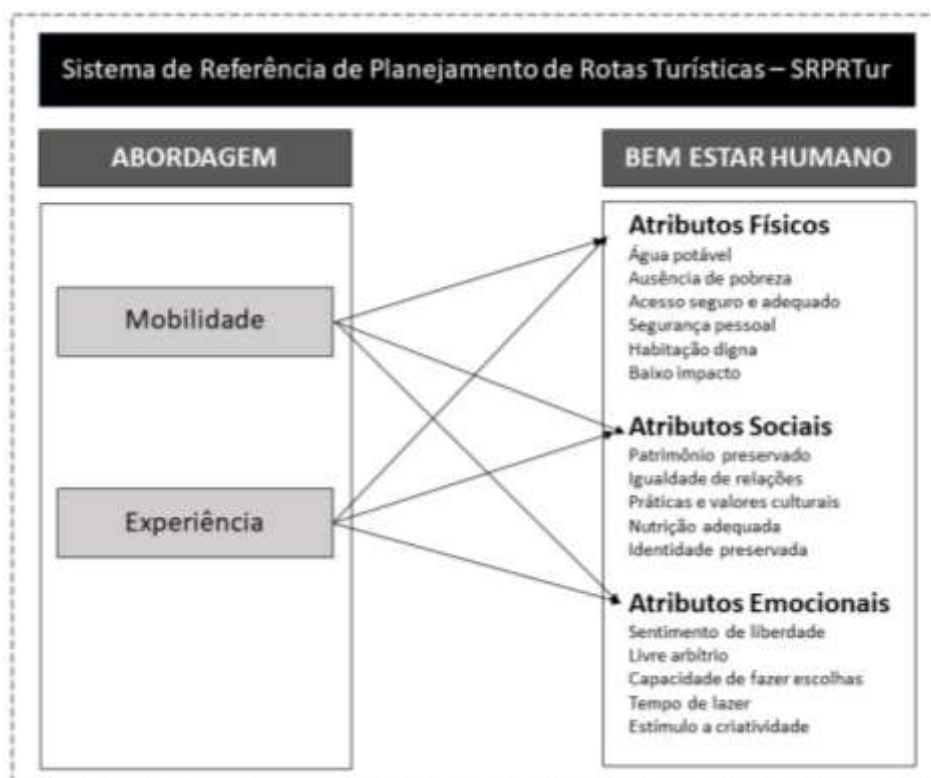 Sistema de Referência de Planejamento de Rotas Turísticas – SRPRTur
ABORDAGEM
Mobilidade
Experiência
BEM ESTAR HUMANO
Atributos Físicos
Água potável
Ausência de pobreza
Acesso seguro e adequado
Segurança pessoal
Habitação digna
Baixo impacto
Atributos Sociais
Patrimônio preservado
Igualdade de relações
Práticas e valores culturais
Nutrição adequada
Identidade preservada
Atributos Emocionais
Sentimento de liberdade
Livre arbítrio
Capacidade de fazer escolhas
Tempo de lazer
Estímulo a criatividade